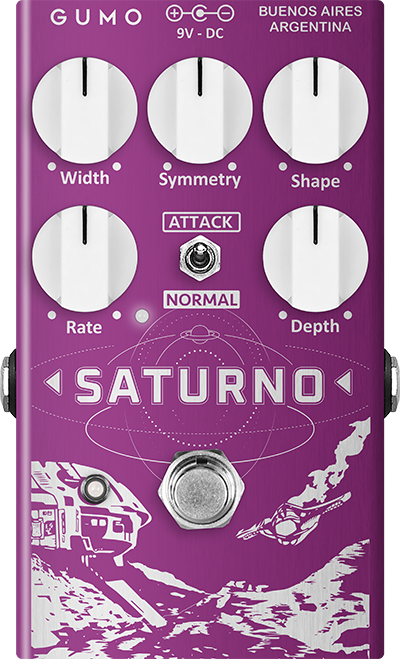 GUMO
9V - DC
BUENOS AIRES
ARGENTINA
Width
Symmetry
Shape
ATTACK
NORMAL
Rate
Depth
SATURNO